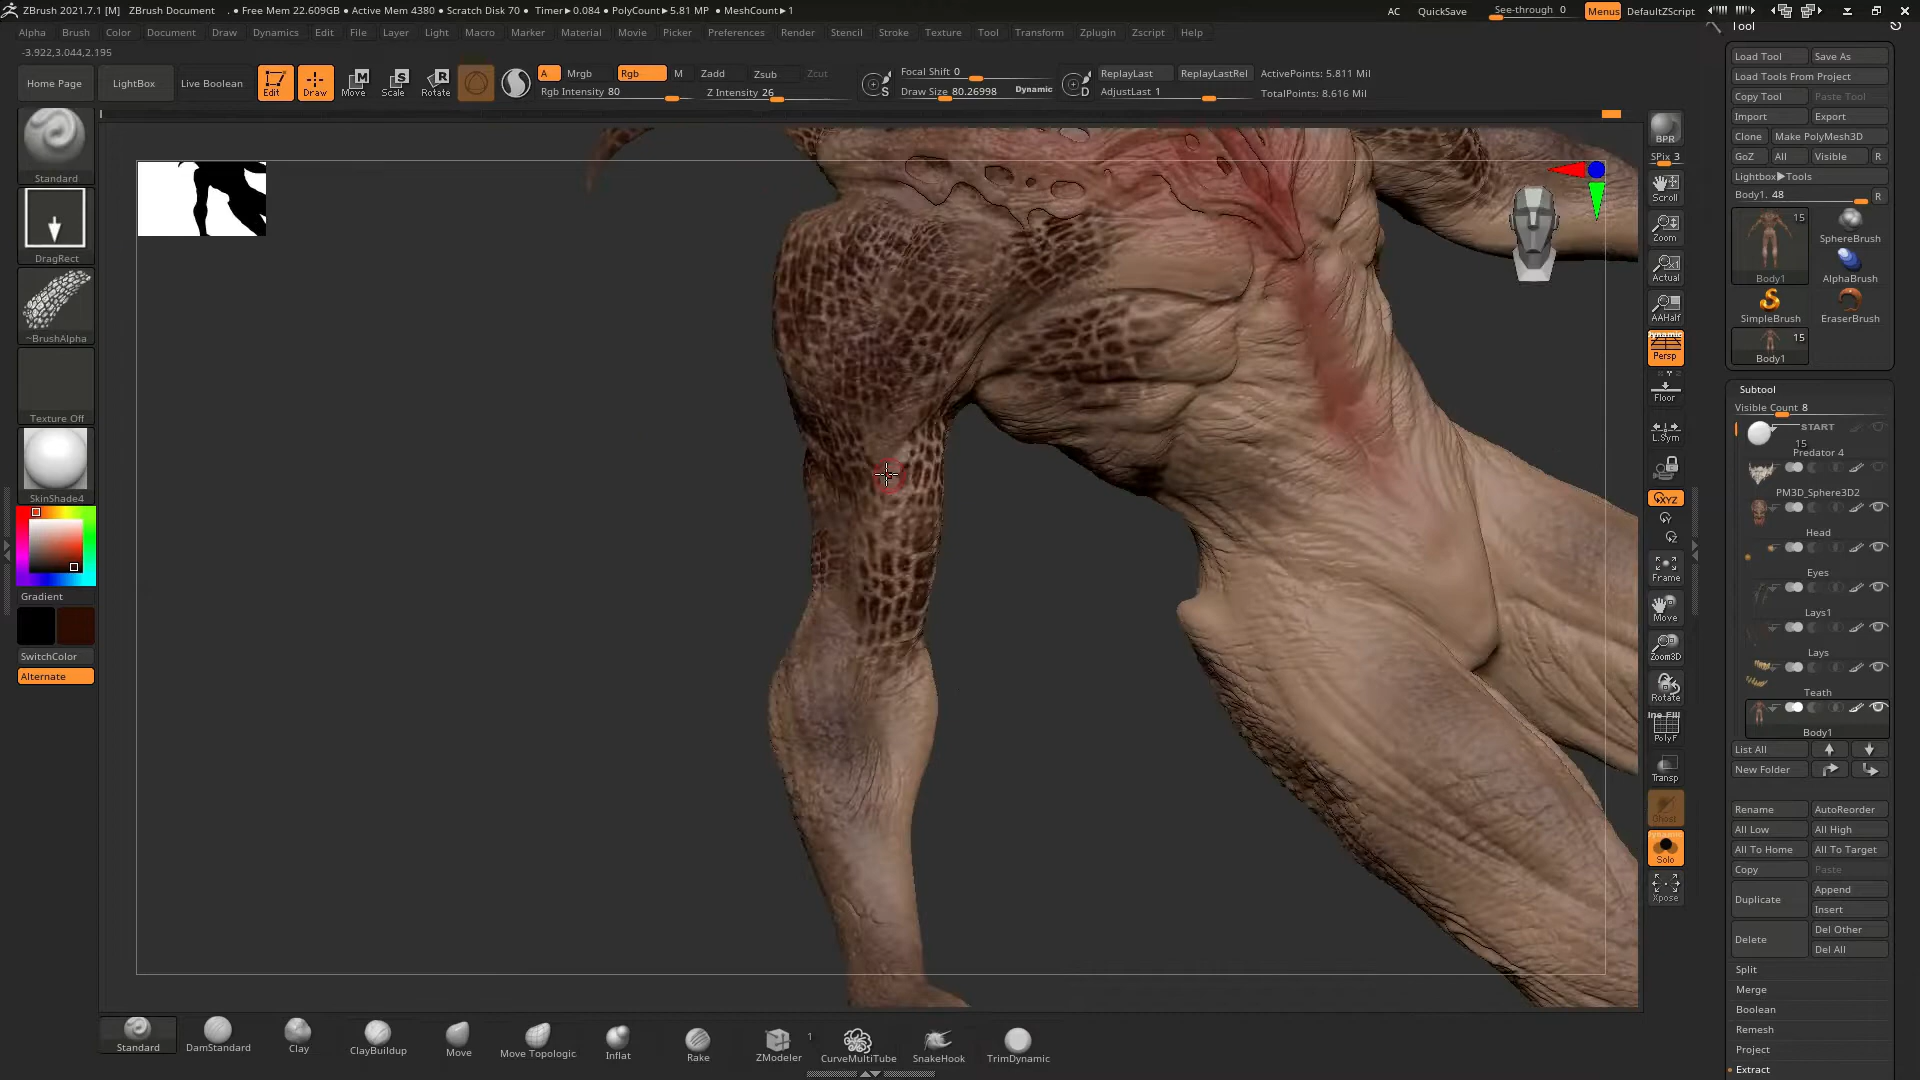 ZBrush 2021.7.1 [M] ZBrush Document . ● Free Mem 22.609GB ● Active Mem 4380 ● Scratch Disk 70 ● Timer►0.084 ● PolyCount►5.81 MP ● MeshCount►1 AC QuickSave See-through 0 Menus DefaultZScript
Alpha Brush Color Document Draw Dynamics Edit File Layer Light Macro Marker Material Movie Picker Preferences Render Stencil Stroke Texture Tool Transform Zplugin Zscript Help
-3.922,3.044,2.195
Home Page LightBox Live Boolean Edit Draw Move Scale Rotate
A Mrgb Rgb M Zadd Zsub Zcut
Rgb Intensity 80 Z Intensity 26
Focal Shift 0
Draw Size 80.26998 Dynamic
ReplayLast ReplayLastRel
AdjustLast 1
ActivePoints: 5.811 Mil
TotalPoints: 8.616 Mil
Standard
DragRect
~BrushAlpha
Texture Off
SkinShade4
Gradient
SwitchColor
Alternate
BPR
SPix 3
Scroll
Zoom
Actual
AAHalf
Dynamic
Persp
Floor
L.Sym
XYZ
Frame
Move
Zoom3D
Rotate
PolyF
Transp
Ghost
Solo
Xpose
Tool
Load Tool Save As
Load Tools From Project
Copy Tool Paste Tool
Import Export
Clone Make PolyMesh3D
GoZ All Visible R
Lightbox►Tools
Body1. 48 R
15
Body1
SphereBrush
AlphaBrush
SimpleBrush
EraserBrush
15
Body1
Subtool
Visible Count 8
START
15
Predator 4
PM3D_Sphere3D2
Head
Eyes
Lays1
Lays
Teath
Body1
List All
New Folder
Rename AutoReorder
All Low All High
All To Home All To Target
Copy Paste
Duplicate Append
Insert
Delete Del Other
Del All
Split
Merge
Boolean
Remesh
Project
Extract
Standard DamStandard Clay ClayBuildup Move Move Topologic Inflat Rake ZModeler 1 CurveMultiTube SnakeHook TrimDynamic